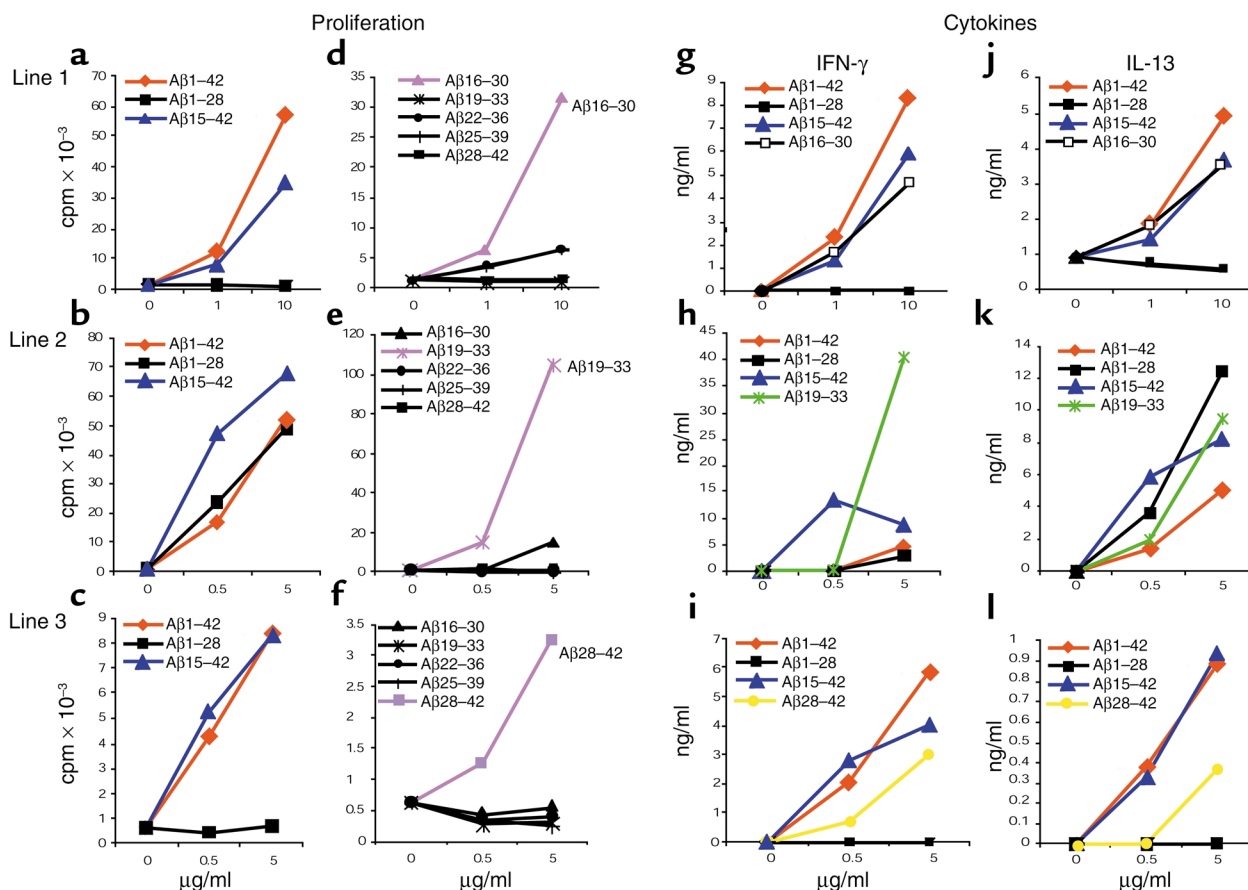 Proliferation
Cytokines
Line 1
a
70
60
50
40
30
20
10
0
cpm × 10⁻³
Aβ1–42
Aβ1–28
Aβ15–42
0
1
10
d
35
30
25
20
15
10
5
0
Aβ16–30
Aβ19–33
Aβ22–36
Aβ25–39
Aβ28–42
Aβ16–30
0
1
10
g
IFN-γ
9
8
7
6
5
4
3
2
1
0
ng/ml
Aβ1–42
Aβ1–28
Aβ15–42
Aβ16–30
0
1
10
j
IL-13
6
5
4
3
2
1
0
ng/ml
Aβ1–42
Aβ1–28
Aβ15–42
Aβ16–30
0
1
10
Line 2
b
80
70
60
50
40
30
20
10
0
cpm × 10⁻³
Aβ1–42
Aβ1–28
Aβ15–42
0
0.5
5
e
120
100
80
60
40
20
0
Aβ16–30
Aβ19–33
Aβ22–36
Aβ25–39
Aβ28–42
Aβ19–33
0
0.5
5
h
45
40
35
30
25
20
15
10
5
0
ng/ml
Aβ1–42
Aβ1–28
Aβ15–42
Aβ19–33
0
0.5
5
k
14
12
10
8
6
4
2
0
ng/ml
Aβ1–42
Aβ1–28
Aβ15–42
Aβ19–33
0
0.5
5
Line 3
c
9
8
7
6
5
4
3
2
1
0
cpm × 10⁻³
Aβ1–42
Aβ1–28
Aβ15–42
0
0.5
5
μg/ml
f
3.5
3
2.5
2
1.5
1
0.5
0
Aβ16–30
Aβ19–33
Aβ22–36
Aβ25–39
Aβ28–42
Aβ28–42
0
0.5
5
μg/ml
i
7
6
5
4
3
2
1
0
ng/ml
Aβ1–42
Aβ1–28
Aβ15–42
Aβ28–42
0
0.5
5
μg/ml
l
1
0.9
0.8
0.7
0.6
0.5
0.4
0.3
0.2
0.1
0
ng/ml
Aβ1–42
Aβ1–28
Aβ15–42
Aβ28–42
0
0.5
5
μg/ml